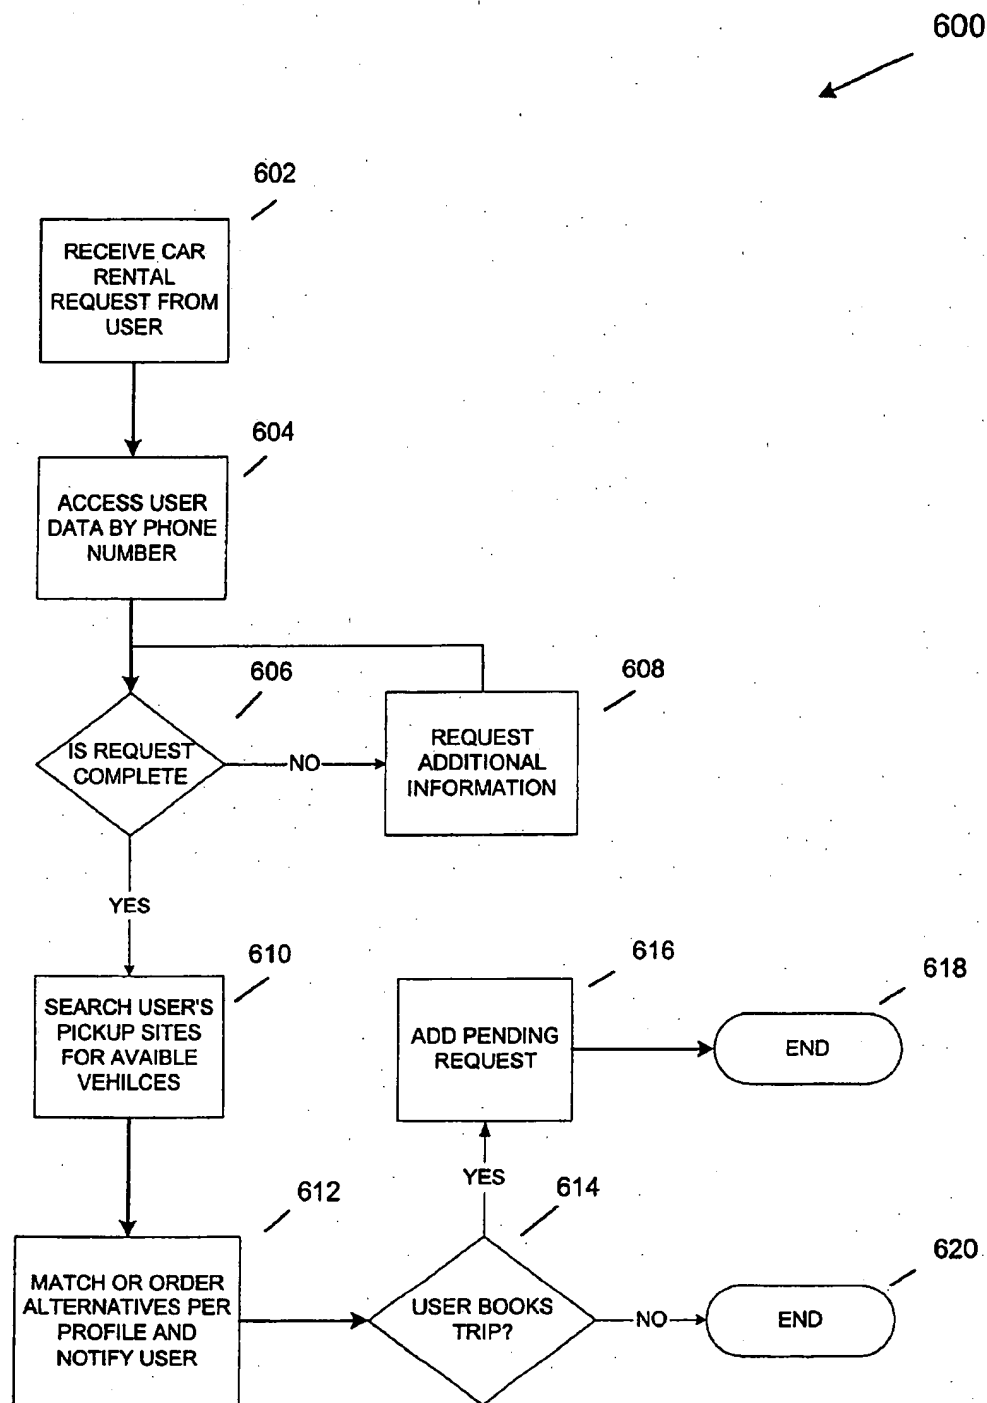 600
602
RECEIVE CAR
RENTAL
REQUEST FROM
USER
604
ACCESS USER
DATA BY PHONE
NUMBER
606
IS REQUEST
COMPLETE
NO
608
REQUEST
ADDITIONAL
INFORMATION
YES
610
SEARCH USER'S
PICKUP SITES
FOR AVAIBLE
VEHILCES
612
MATCH OR ORDER
ALTERNATIVES PER
PROFILE AND
NOTIFY USER
614
USER BOOKS
TRIP?
YES
616
ADD PENDING
REQUEST
618
END
NO
620
END